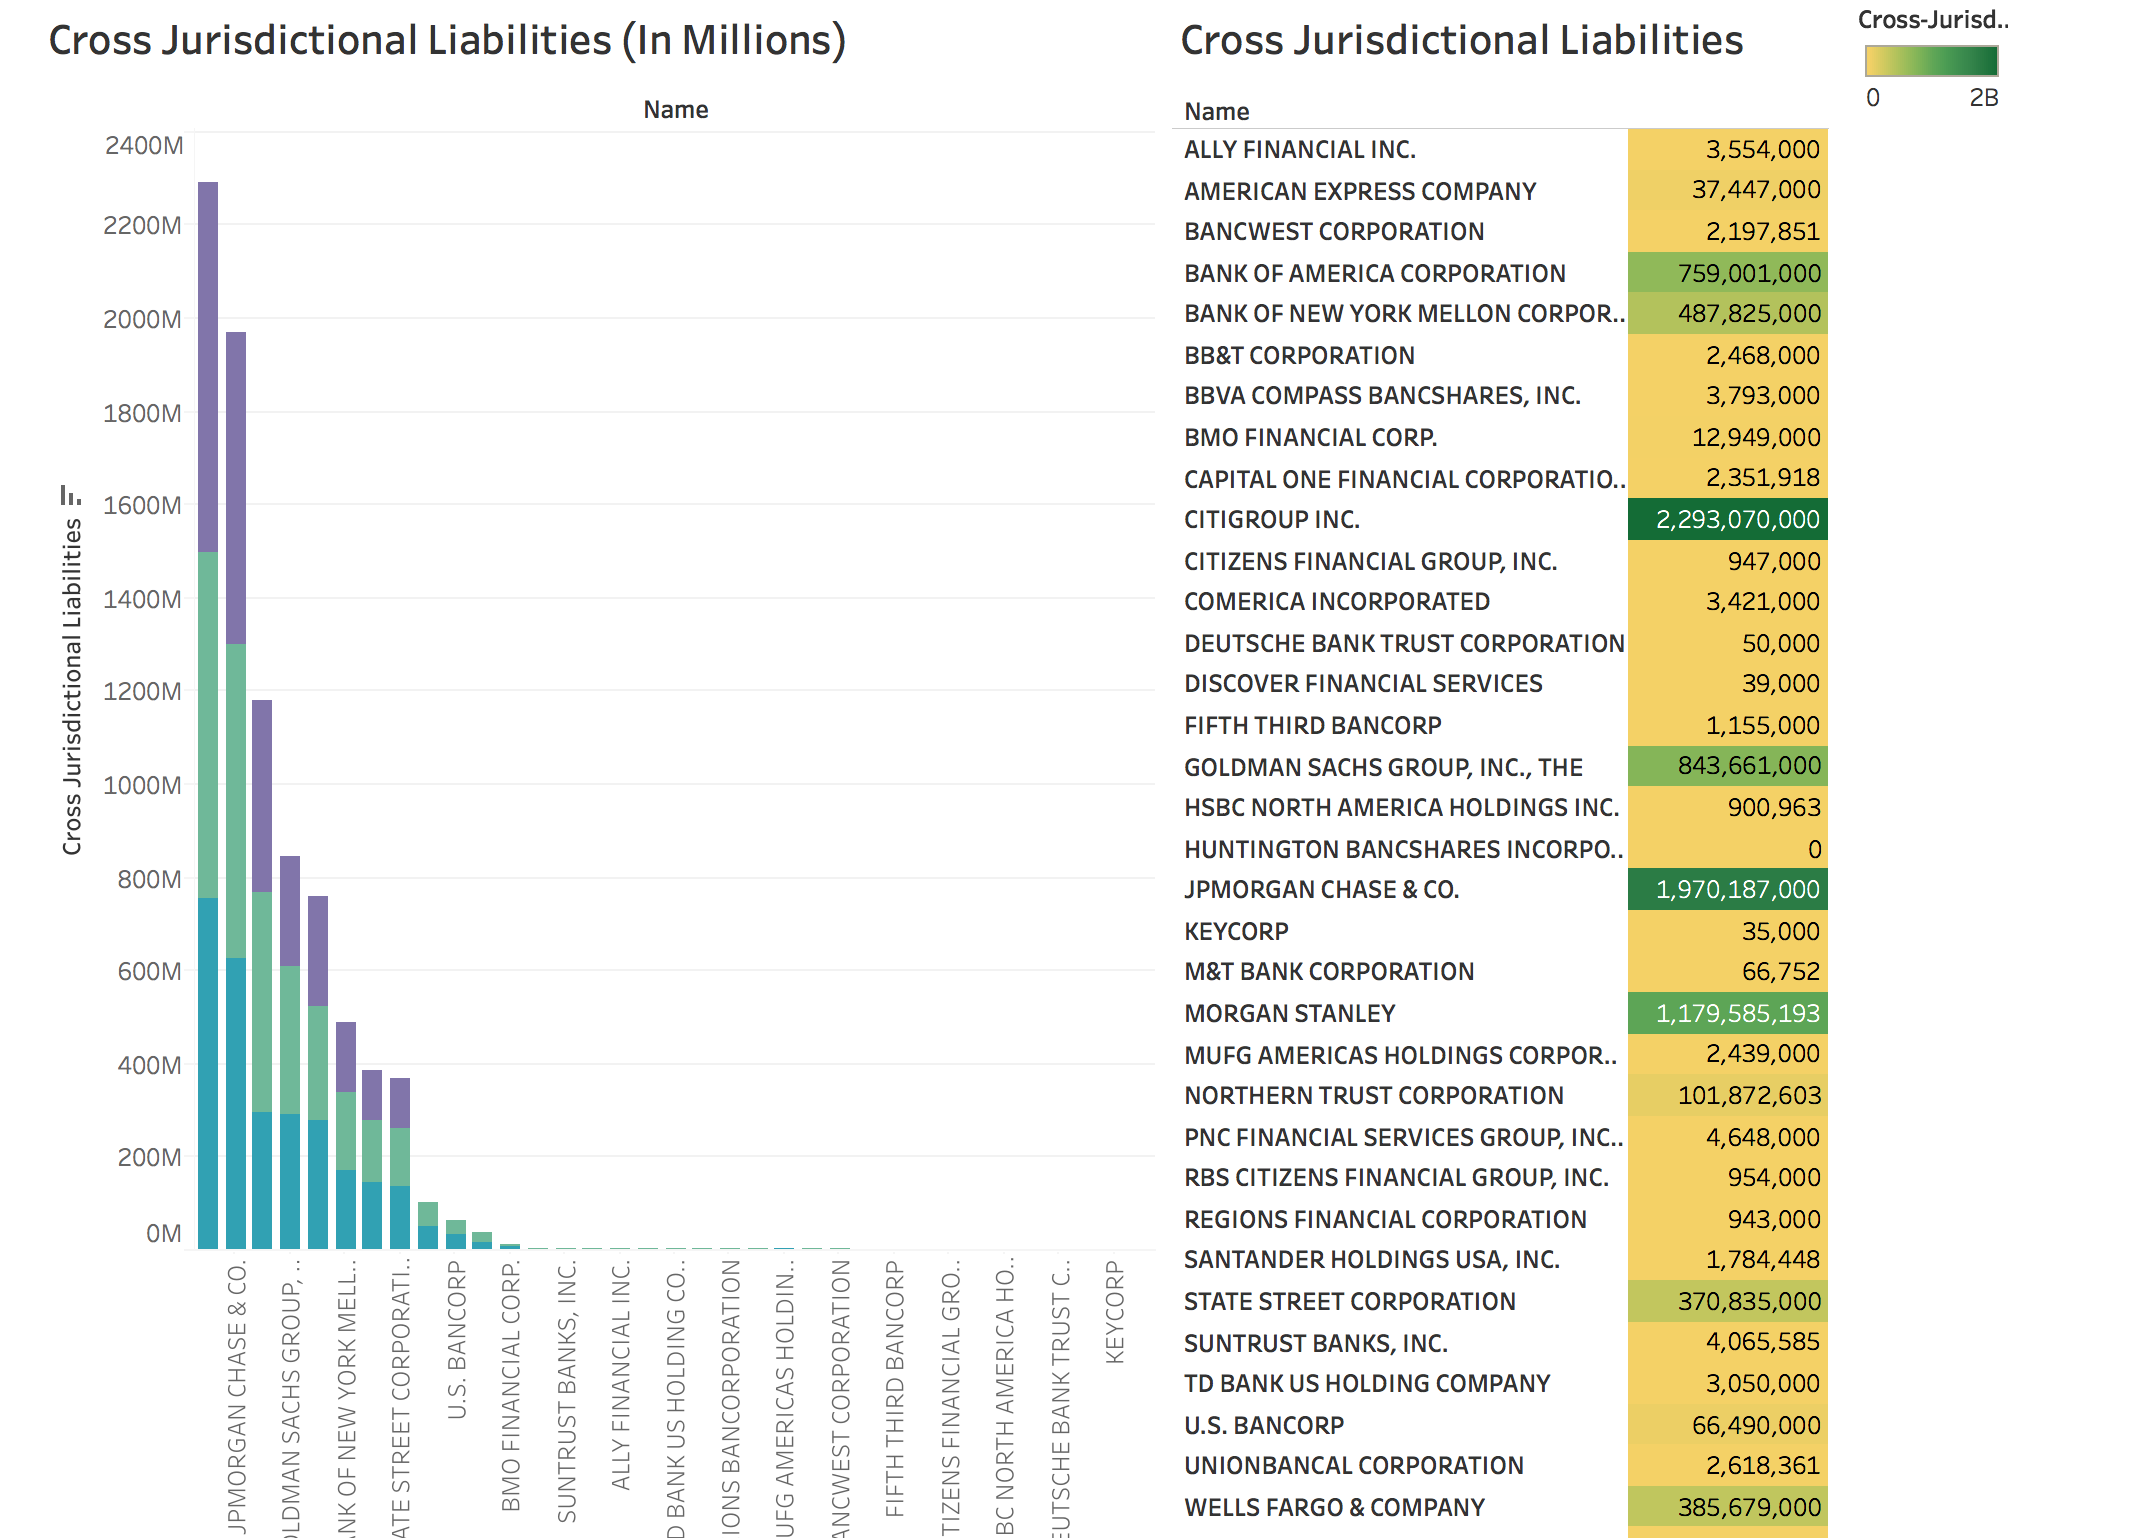 Cross Jurisdictional Liabilities (In Millions)
Name
2400M
2200M
2000M
1800M
1600M
1400M
1200M
1000M
800M
600M
400M
200M
0M
Cross Jurisdictional Liabilities
JPMORGAN CHASE & CO.
OLDMAN SACHS GROUP, ..
NK OF NEW YORK MELL..
ATE STREET CORPORATI..
U.S. BANCORP
BMO FINANCIAL CORP.
SUNTRUST BANKS, INC.
ALLY FINANCIAL INC.
D BANK US HOLDING CO..
IONS BANCORPORATION
UFG AMERICAS HOLDIN..
ANCWEST CORPORATION
FIFTH THIRD BANCORP
TIZENS FINANCIAL GRO..
BC NORTH AMERICA HO..
EUTSCHE BANK TRUST C..
KEYCORP
Cross Jurisdictional Liabilities
Name
ALLY FINANCIAL INC. 3,554,000
AMERICAN EXPRESS COMPANY 37,447,000
BANCWEST CORPORATION 2,197,851
BANK OF AMERICA CORPORATION 759,001,000
BANK OF NEW YORK MELLON CORPOR.. 487,825,000
BB&T CORPORATION 2,468,000
BBVA COMPASS BANCSHARES, INC. 3,793,000
BMO FINANCIAL CORP. 12,949,000
CAPITAL ONE FINANCIAL CORPORATIO.. 2,351,918
CITIGROUP INC. 2,293,070,000
CITIZENS FINANCIAL GROUP, INC. 947,000
COMERICA INCORPORATED 3,421,000
DEUTSCHE BANK TRUST CORPORATION 50,000
DISCOVER FINANCIAL SERVICES 39,000
FIFTH THIRD BANCORP 1,155,000
GOLDMAN SACHS GROUP, INC., THE 843,661,000
HSBC NORTH AMERICA HOLDINGS INC. 900,963
HUNTINGTON BANCSHARES INCORPO.. 0
JPMORGAN CHASE & CO. 1,970,187,000
KEYCORP 35,000
M&T BANK CORPORATION 66,752
MORGAN STANLEY 1,179,585,193
MUFG AMERICAS HOLDINGS CORPOR.. 2,439,000
NORTHERN TRUST CORPORATION 101,872,603
PNC FINANCIAL SERVICES GROUP, INC.. 4,648,000
RBS CITIZENS FINANCIAL GROUP, INC. 954,000
REGIONS FINANCIAL CORPORATION 943,000
SANTANDER HOLDINGS USA, INC. 1,784,448
STATE STREET CORPORATION 370,835,000
SUNTRUST BANKS, INC. 4,065,585
TD BANK US HOLDING COMPANY 3,050,000
U.S. BANCORP 66,490,000
UNIONBANCAL CORPORATION 2,618,361
WELLS FARGO & COMPANY 385,679,000
Cross-Jurisd..
0 2B